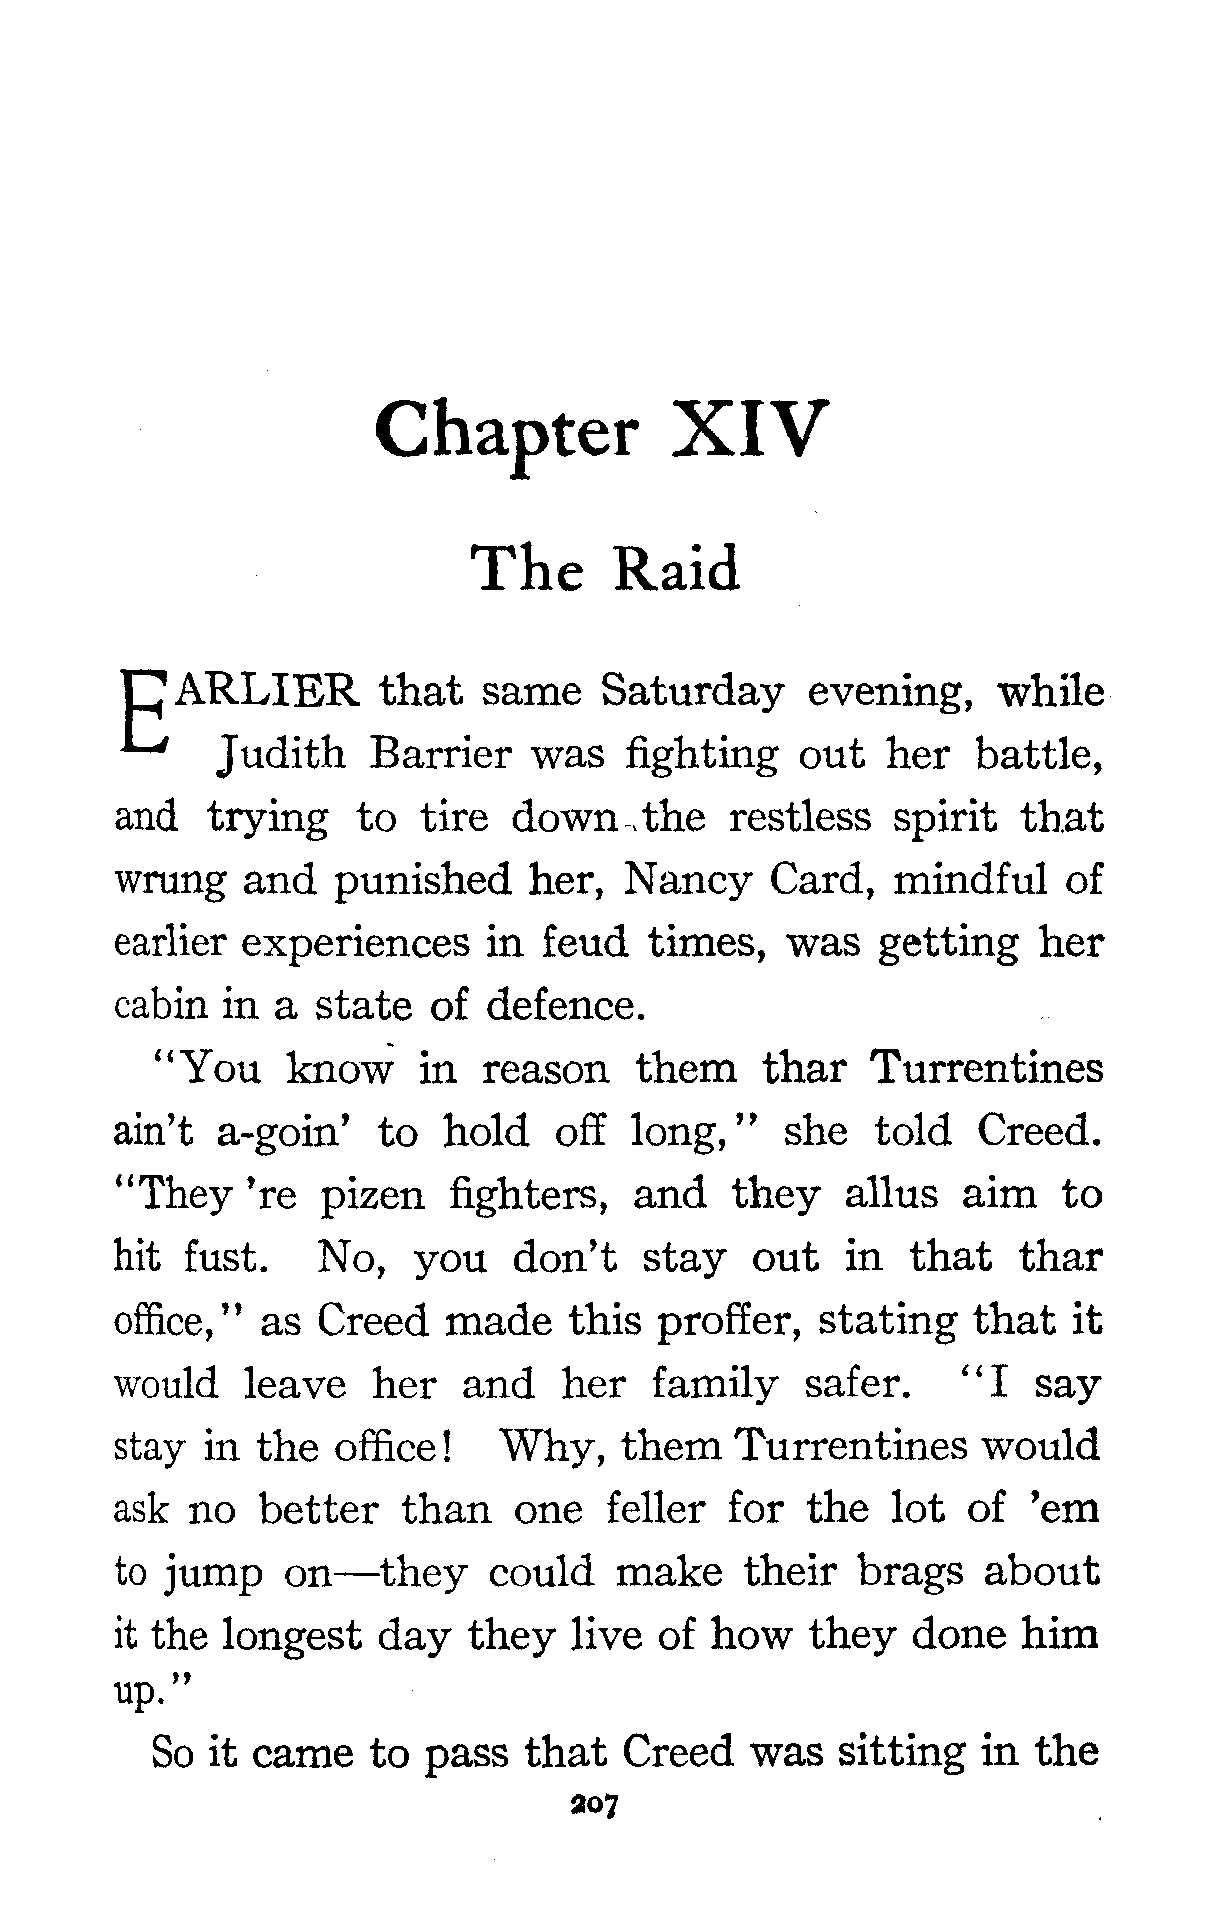 Chapter XIV
The Raid
EARLIER that same Saturday evening, while
Judith Barrier was fighting out her battle,
and trying to tire down the restless spirit that
wrung and punished her, Nancy Card, mindful of
earlier experiences in feud times, was getting her
cabin in a state of defence.
“You know in reason them thar Turrentines
ain’t a-goin’ to hold off long,” she told Creed.
“They ’re pizen fighters, and they allus aim to
hit fust. No, you don’t stay out in that thar
office,” as Creed made this proffer, stating that it
would leave her and her family safer. “I say
stay in the office! Why, them Turrentines would
ask no better than one feller for the lot of ’em
to jump on—they could make their brags about
it the longest day they live of how they done him
up.”
So it came to pass that Creed was sitting in the
207